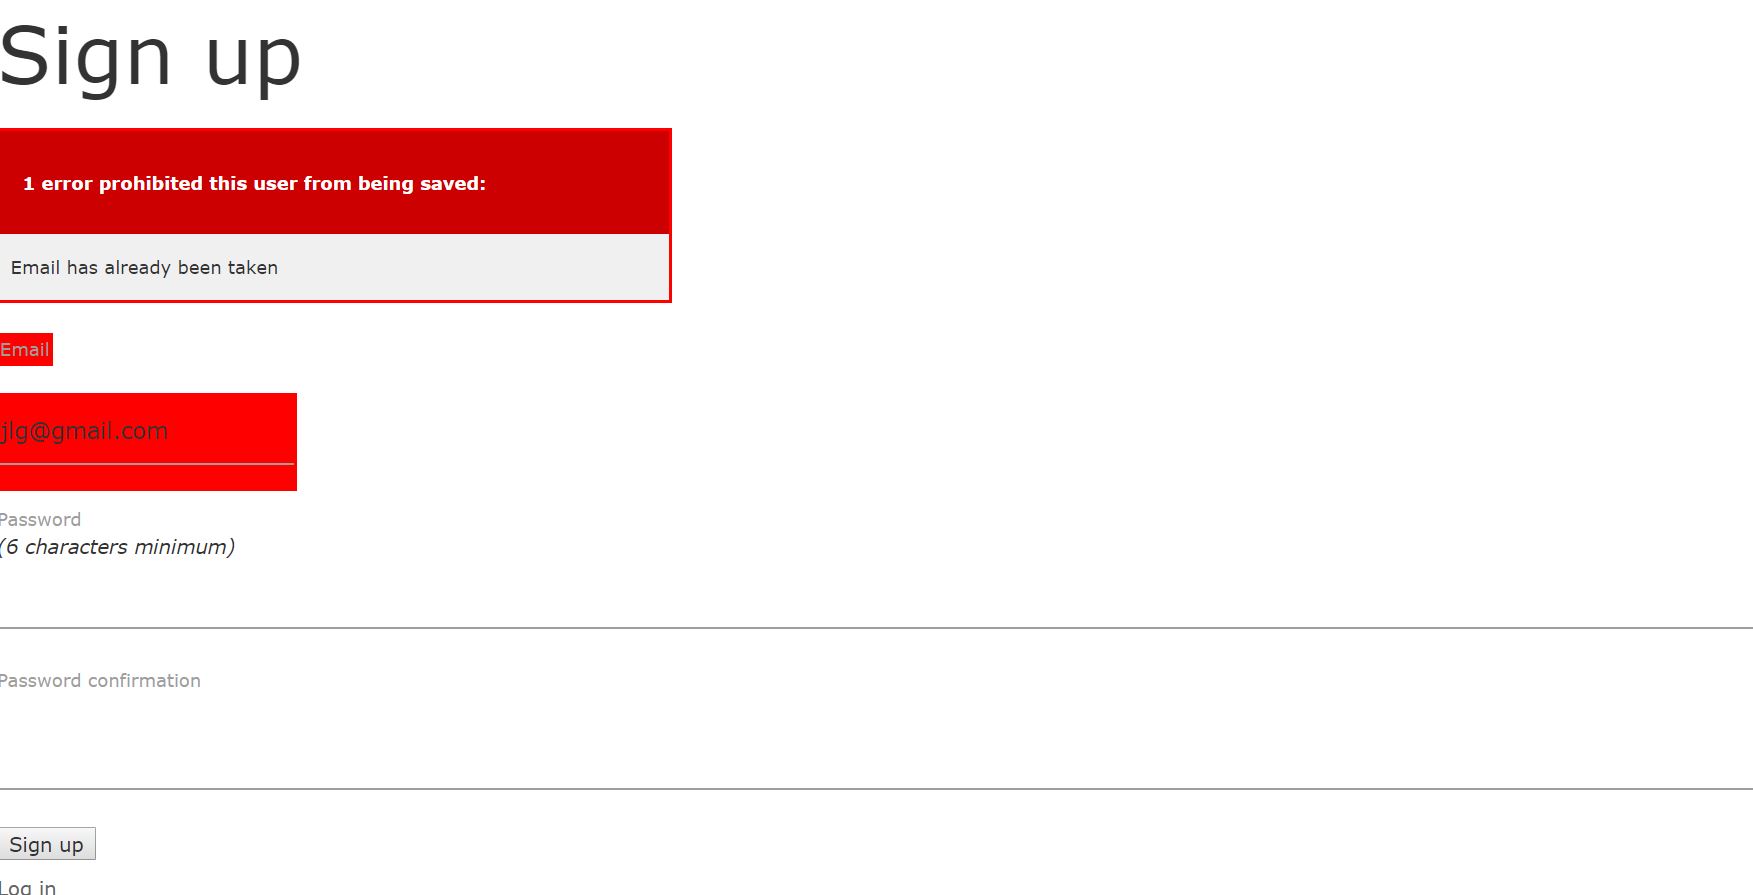 Sign up
1 error prohibited this user from being saved:
Email has already been taken
Email
jlg@gmail.com
Password
(6 characters minimum)
Password confirmation
Sign up
Log in